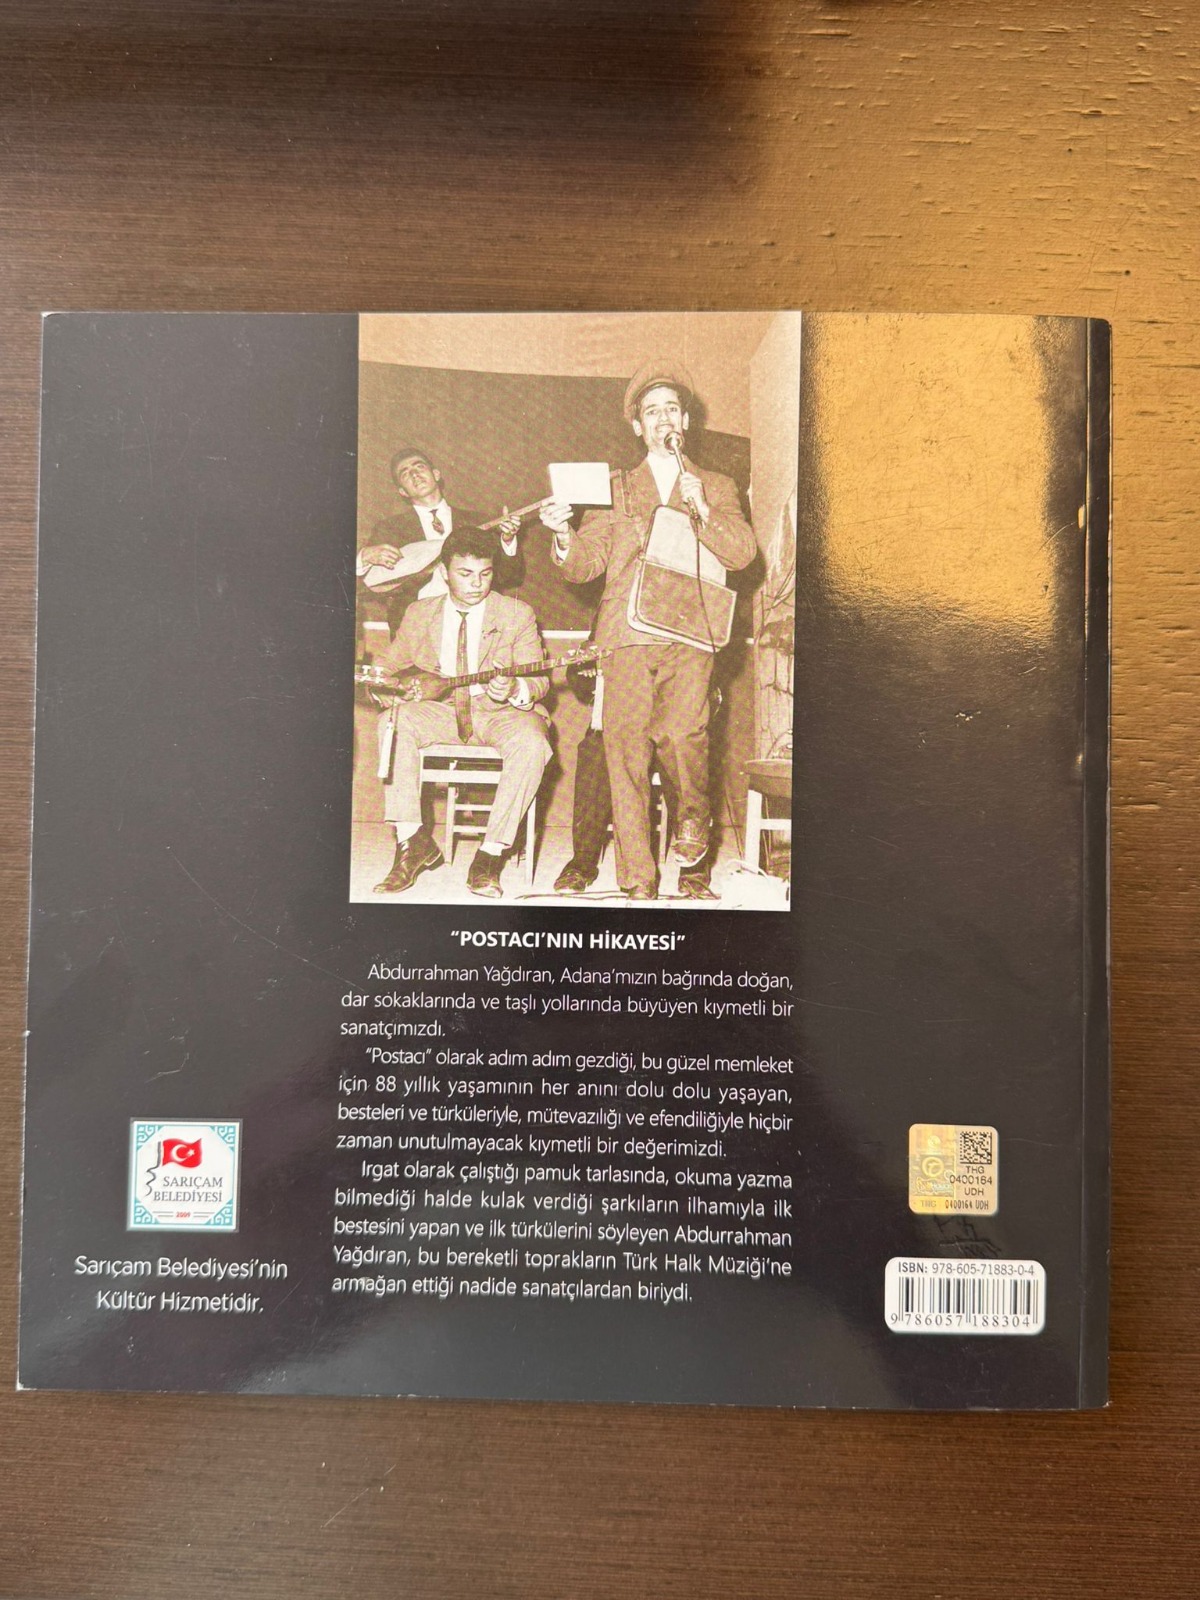 "POSTACI'NIN HİKAYESİ"
Abdurrahman Yağdıran, Adana'mızın bağrında doğan,
dar sokaklarında ve taşlı yollarında büyüyen kıymetli bir
sanatçımızdı.
"Postacı" olarak adım adım gezdiği, bu güzel memleket
için 88 yıllık yaşamının her anını dolu dolu yaşayan,
besteleri ve türküleriyle, mütevazılığı ve efendiliğiyle hiçbir
zaman unutulmayacak kıymetli bir değerimizdi.
Irgat olarak çalıştığı pamuk tarlasında, okuma yazma
bilmediği halde kulak verdiği şarkıların ilhamıyla ilk
bestesini yapan ve ilk türkülerini söyleyen Abdurrahman
Yağdıran, bu bereketli toprakların Türk Halk Müziği'ne
armağan ettiği nadide sanatçılardan biriydi.
SARIÇAM
BELEDİYESİ
2009
Sarıçam Belediyesi'nin
Kültür Hizmetidir.
THG
0400164
UDH
THG 0400164 UDH
ISBN: 978-605-71883-0-4
9 786057 188304